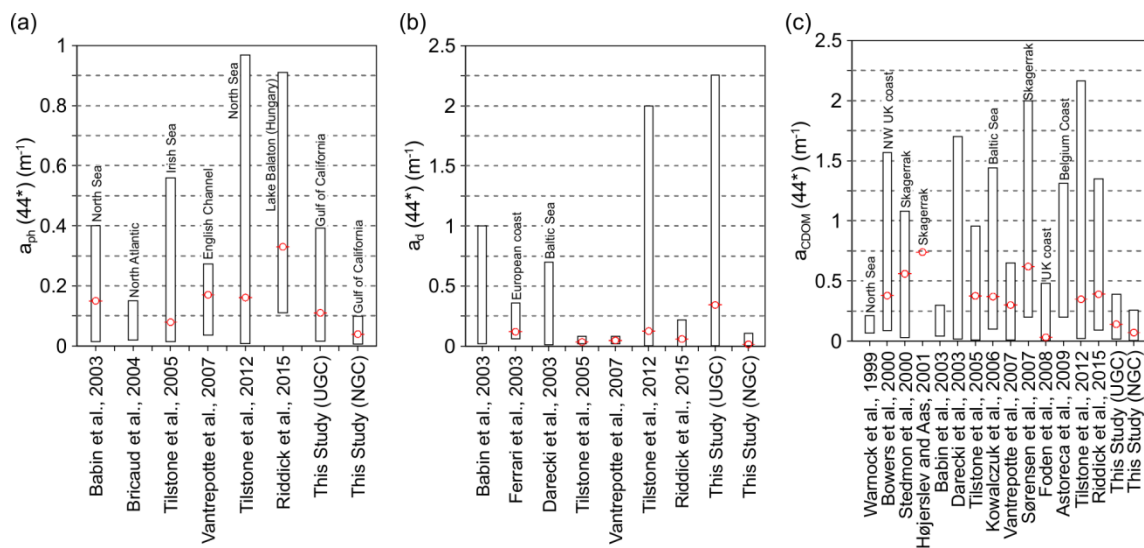 (a)
a_ph (44*) (m⁻¹)
1
0.8
0.6
0.4
0.2
0
North Sea
North Atlantic
Irish Sea
English Channel
North Sea
Lake Balaton (Hungary)
Gulf of California
Gulf of California
Babin et al., 2003
Bricaud et al., 2004
Tilstone et al., 2005
Vantrepotte et al., 2007
Tilstone et al., 2012
Riddick et al., 2015
This Study (UGC)
This Study (NGC)
(b)
a_d (44*) (m⁻¹)
2.5
2
1.5
1
0.5
0
European coast
Baltic Sea
Babin et al., 2003
Ferrari et al., 2003
Darecki et al., 2003
Tilstone et al., 2005
Vantrepotte et al., 2007
Tilstone et al., 2012
Riddick et al., 2015
This Study (UGC)
This Study (NGC)
(c)
a_CDOM (44*) (m⁻¹)
2.5
2
1.5
1
0.5
0
North Sea
NW UK coast
Skagerrak
Skagerrak
Baltic Sea
Skagerrak
UK coast
Belgium Coast
Warnock et al., 1999
Bowers et al., 2000
Stedmon et al., 2000
Højerslev and Aas, 2001
Babin et al., 2003
Darecki et al., 2003
Tilstone et al., 2005
Kowalczuk et al., 2006
Vantrepotte et al., 2007
Sørensen et al., 2007
Foden et al., 2008
Astoreca et al., 2009
Tilstone et al., 2012
Riddick et al., 2015
This Study (UGC)
This Study (NGC)